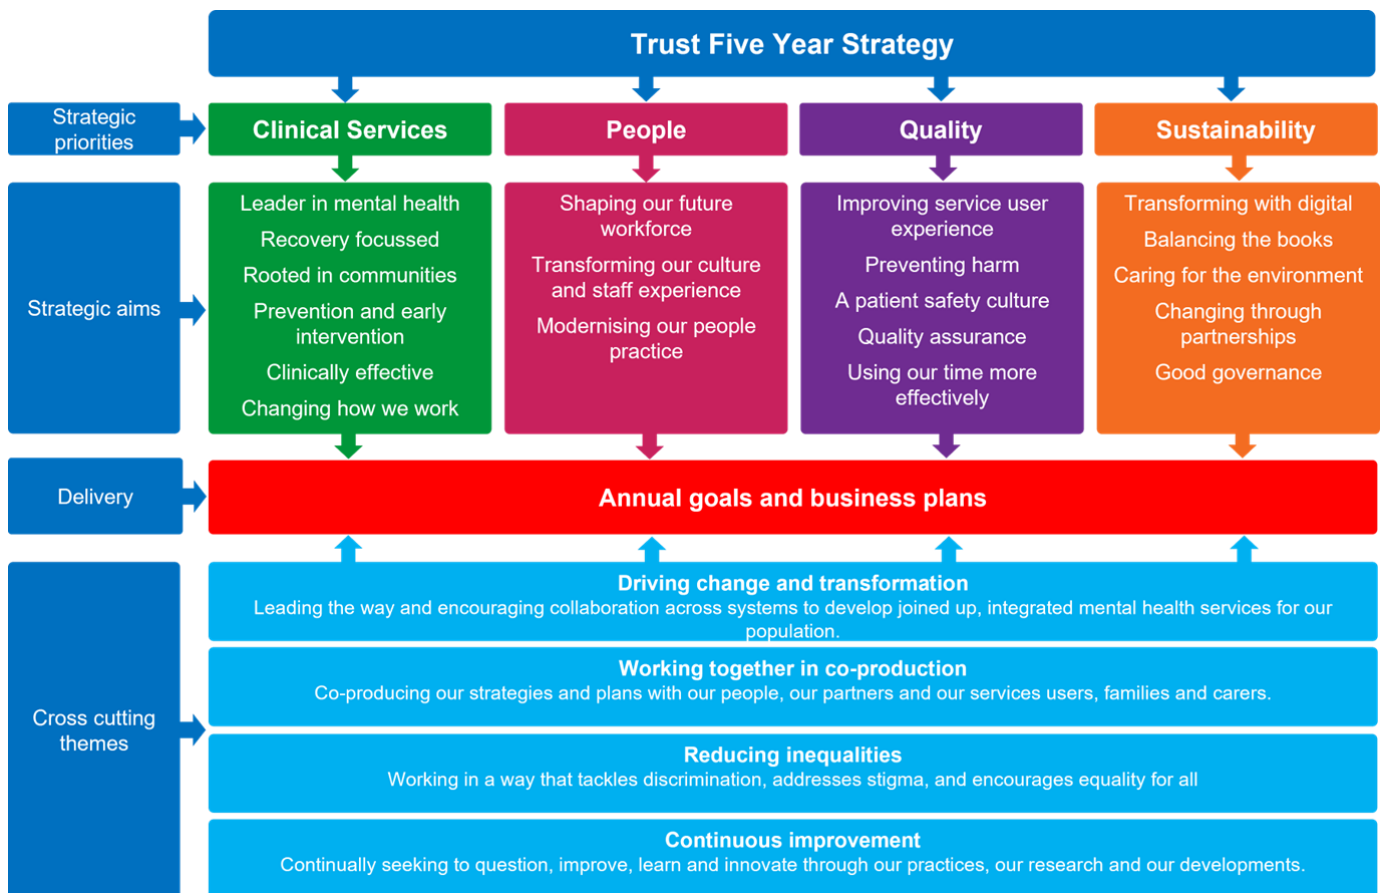 Trust Five Year Strategy
Strategic
priorities
Clinical Services
People
Quality
Sustainability
Strategic aims
Leader in mental health
Recovery focussed
Rooted in communities
Prevention and early
intervention
Clinically effective
Changing how we work
Shaping our future
workforce
Transforming our culture
and staff experience
Modernising our people
practice
Improving service user
experience
Preventing harm
A patient safety culture
Quality assurance
Using our time more
effectively
Transforming with digital
Balancing the books
Caring for the environment
Changing through
partnerships
Good governance
Delivery
Annual goals and business plans
Cross cutting
themes
Driving change and transformation
Leading the way and encouraging collaboration across systems to develop joined up, integrated mental health services for our
population.
Working together in co-production
Co-producing our strategies and plans with our people, our partners and our services users, families and carers.
Reducing inequalities
Working in a way that tackles discrimination, addresses stigma, and encourages equality for all
Continuous improvement
Continually seeking to question, improve, learn and innovate through our practices, our research and our developments.